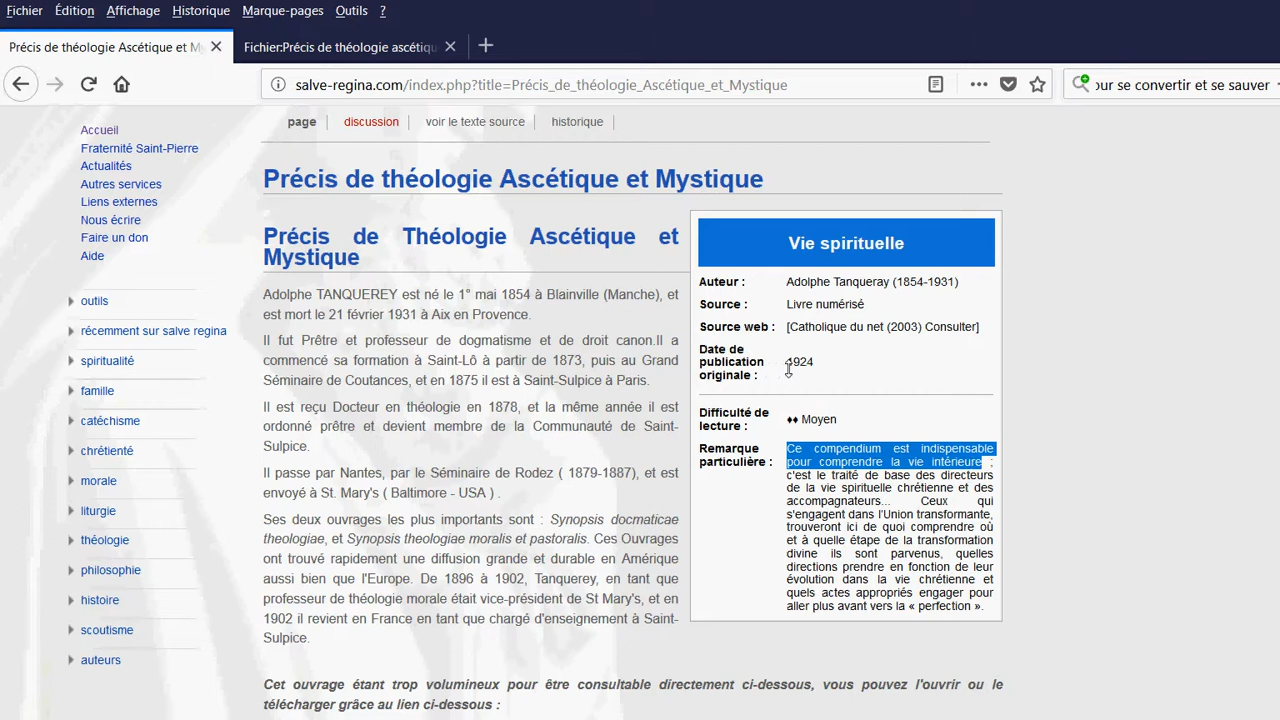 Fichier Édition Affichage Historique Marque-pages Outils ?
Précis de théologie Ascétique et M
Fichier:Précis de théologie ascétiqu
salve-regina.com/index.php?title=Précis_de_théologie_Ascétique_et_Mystique
our se convertir et se sauver
page discussion voir le texte source historique
Accueil
Fraternité Saint-Pierre
Actualités
Autres services
Liens externes
Nous écrire
Faire un don
Aide
outils
récemment sur salve regina
spiritualité
famille
catéchisme
chrétienté
morale
liturgie
théologie
philosophie
histoire
scoutisme
auteurs
Précis de théologie Ascétique et Mystique
Précis de Théologie Ascétique et
Mystique
Adolphe TANQUEREY est né le 1° mai 1854 à Blainville (Manche), et
est mort le 21 février 1931 à Aix en Provence.
Il fut Prêtre et professeur de dogmatisme et de droit canon.Il a
commencé sa formation à Saint-Lô à partir de 1873, puis au Grand
Séminaire de Coutances, et en 1875 il est à Saint-Sulpice à Paris.
Il est reçu Docteur en théologie en 1878, et la même année il est
ordonné prêtre et devient membre de la Communauté de Saint-
Sulpice.
Il passe par Nantes, par le Séminaire de Rodez ( 1879-1887), et est
envoyé à St. Mary's ( Baltimore - USA ) .
Ses deux ouvrages les plus importants sont : Synopsis docmaticae
theologiae, et Synopsis theologiae moralis et pastoralis. Ces Ouvrages
ont trouvé rapidement une diffusion grande et durable en Amérique
aussi bien que l'Europe. De 1896 à 1902, Tanquerey, en tant que
professeur de théologie morale était vice-président de St Mary's, et en
1902 il revient en France en tant que chargé d'enseignement à Saint-
Sulpice.
Vie spirituelle
Auteur : Adolphe Tanqueray (1854-1931)
Source : Livre numérisé
Source web : [Catholique du net (2003) Consulter]
Date de
publication 1924
originale :
Difficulté de
lecture : ♦♦ Moyen
Remarque Ce compendium est indispensable
particulière : pour comprendre la vie intérieure ;
c'est le traité de base des directeurs
de la vie spirituelle chrétienne et des
accompagnateurs... Ceux qui
s'engagent dans l'Union transformante,
trouveront ici de quoi comprendre où
et à quelle étape de la transformation
divine ils sont parvenus, quelles
directions prendre en fonction de leur
évolution dans la vie chrétienne et
quels actes appropriés engager pour
aller plus avant vers la « perfection ».
Cet ouvrage étant trop volumineux pour être consultable directement ci-dessous, vous pouvez l'ouvrir ou le
télécharger grâce au lien ci-dessous :